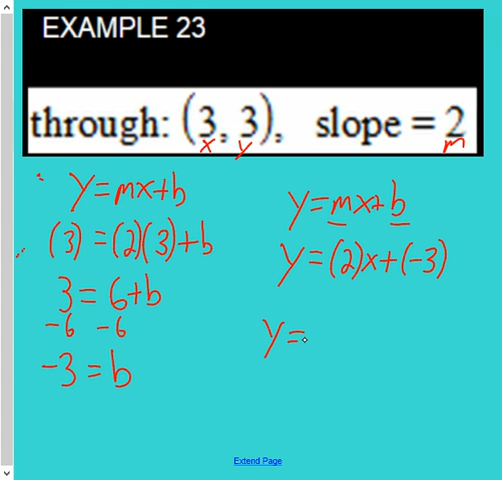 EXAMPLE 23
through: (3, 3), slope = 2
x y m
y=mx+b
(3) = (2)(3)+b
3 = 6+b
-6 -6
-3 = b
y=mx+b
y=(2)x+(-3)
y=
Extend Page